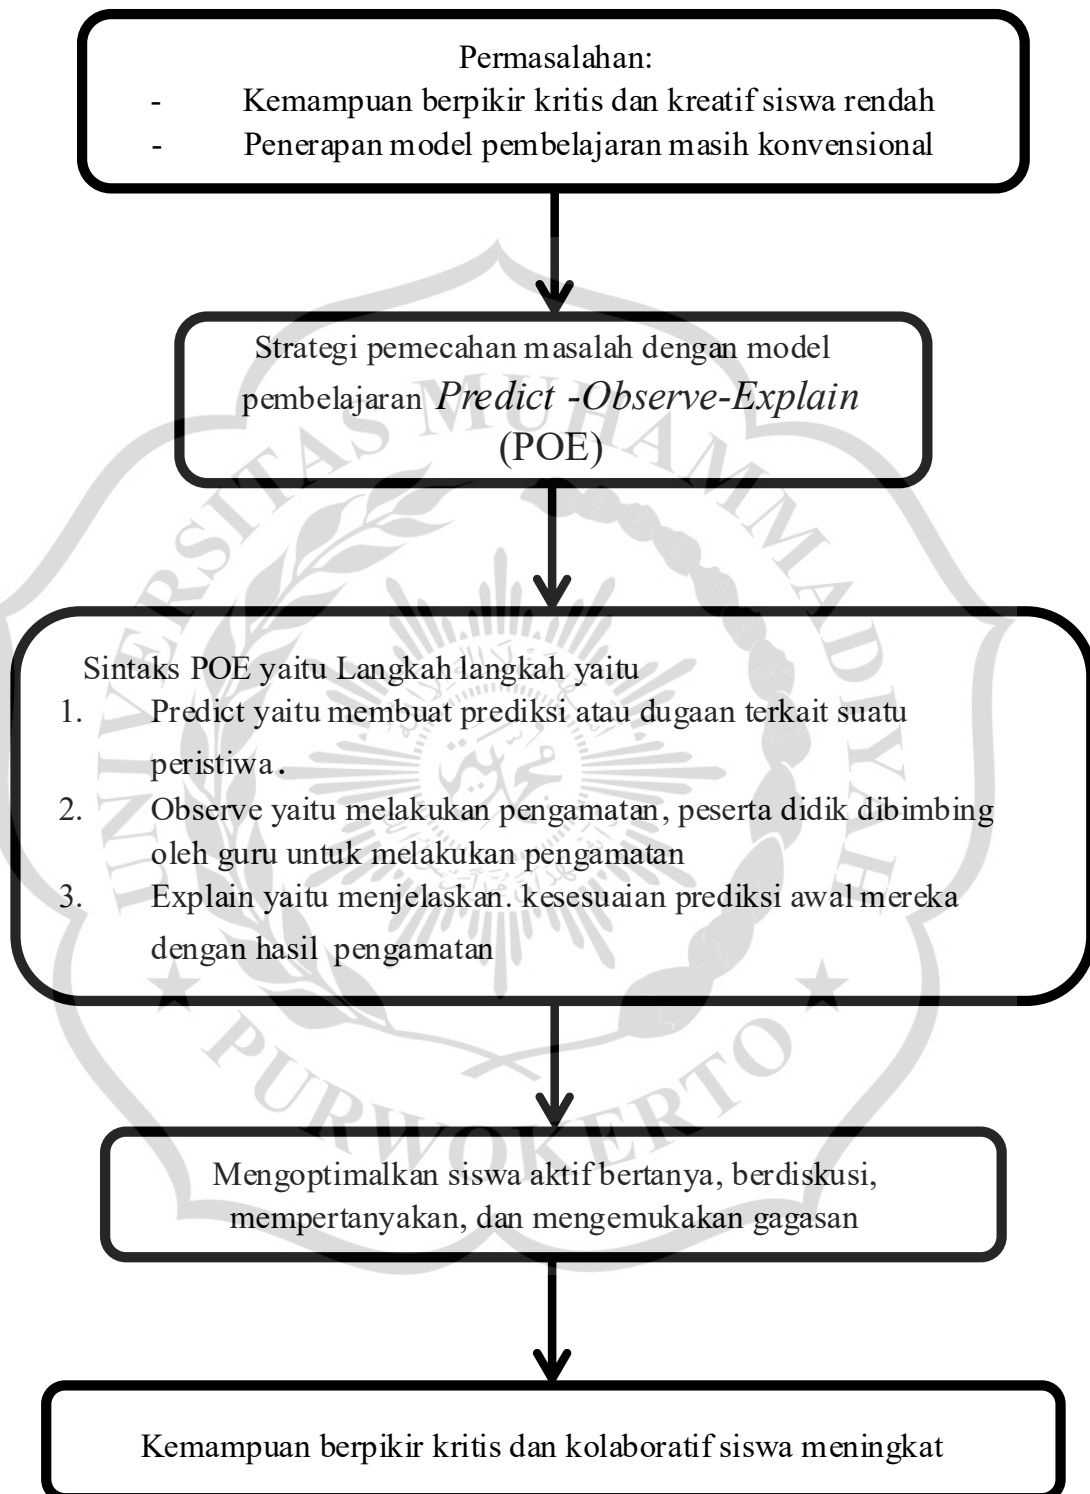 Permasalahan:
- Kemampuan berpikir kritis dan kreatif siswa rendah
- Penerapan model pembelajaran masih konvensional
Strategi pemecahan masalah dengan model
pembelajaran Predict -Observe-Explain
(POE)
Sintaks POE yaitu Langkah langkah yaitu
1. Predict yaitu membuat prediksi atau dugaan terkait suatu
peristiwa.
2. Observe yaitu melakukan pengamatan, peserta didik dibimbing
oleh guru untuk melakukan pengamatan
3. Explain yaitu menjelaskan. kesesuaian prediksi awal mereka
dengan hasil pengamatan
Mengoptimalkan siswa aktif bertanya, berdiskusi,
mempertanyakan, dan mengemukakan gagasan
Kemampuan berpikir kritis dan kolaboratif siswa meningkat
UNIVERSITAS MUHAMMADIYAH
PURWOKERTO